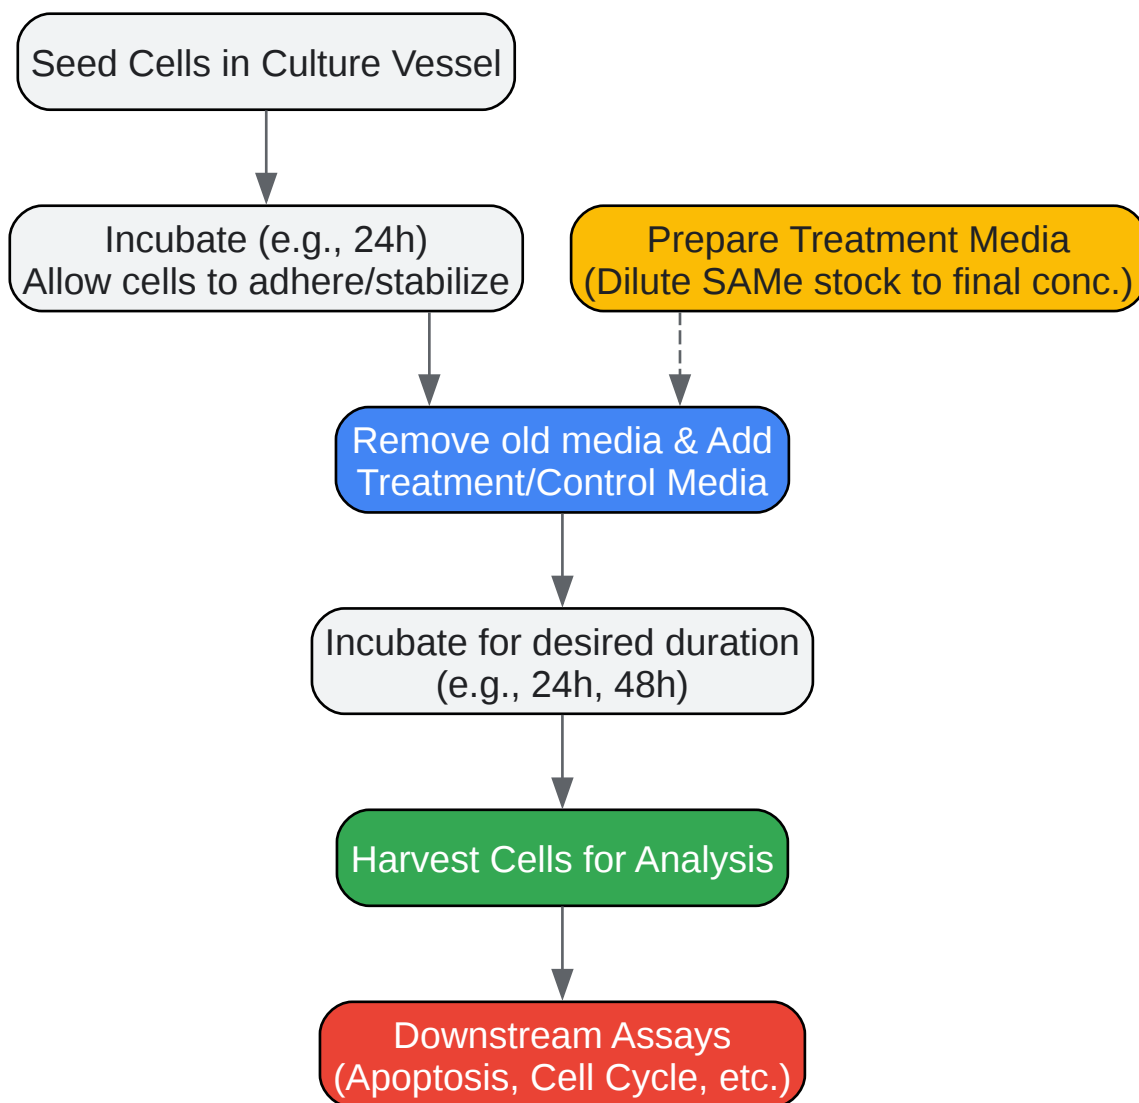 Seed Cells in Culture Vessel
Incubate (e.g., 24h)
Allow cells to adhere/stabilize
Prepare Treatment Media
(Dilute SAMe stock to final conc.)
Remove old media & Add
Treatment/Control Media
Incubate for desired duration
(e.g., 24h, 48h)
Harvest Cells for Analysis
Downstream Assays
(Apoptosis, Cell Cycle, etc.)